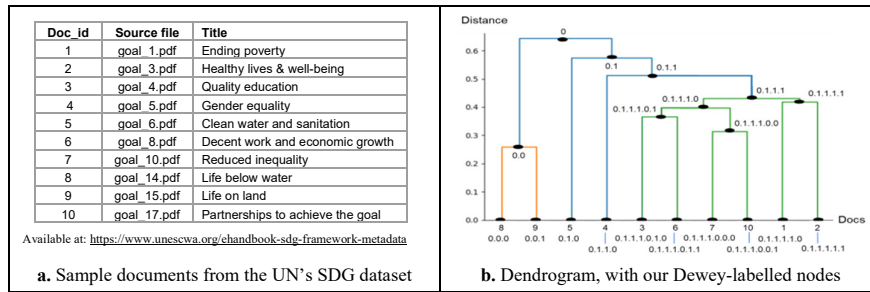 Doc_id Source file Title
1 goal_1.pdf Ending poverty
2 goal_3.pdf Healthy lives & well-being
3 goal_4.pdf Quality education
4 goal_5.pdf Gender equality
5 goal_6.pdf Clean water and sanitation
6 goal_8.pdf Decent work and economic growth
7 goal_10.pdf Reduced inequality
8 goal_14.pdf Life below water
9 goal_15.pdf Life on land
10 goal_17.pdf Partnerships to achieve the goal
Available at: https://www.unescwa.org/ehandbook-sdg-framework-metadata
a. Sample documents from the UN's SDG dataset
Distance
0
0.6
0.1
0.1.1
0.5
0.1.1.1
0.1.1.1.0
0.1.1.1.1
0.4
0.1.1.1.0.1
0.1.1.1.0.0
0.3
0.0
0.2
0.1
0.0
Docs
8 9 5 4 3 6 7 10 1 2
0.0.0 0.0.1 0.1.0 0.1.1.1.0.1.0 0.1.1.1.0.0.0 0.1.1.1.1.0
0.1.1.0 0.1.1.1.0.1.1 0.1.1.1.0.0.1 0.1.1.1.1.1
b. Dendrogram, with our Dewey-labelled nodes